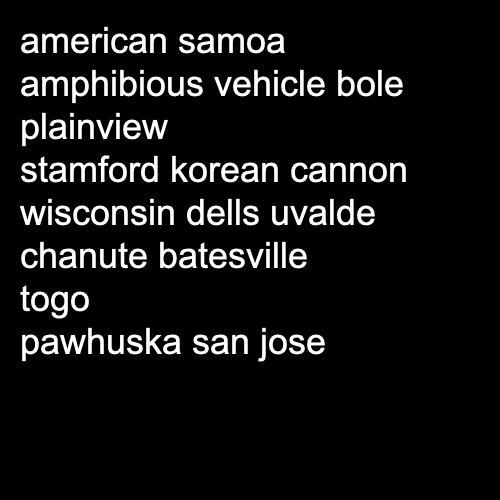 american samoa
amphibious vehicle bole
plainview
stamford korean cannon
wisconsin dells uvalde
chanute batesville
togo
pawhuska san jose